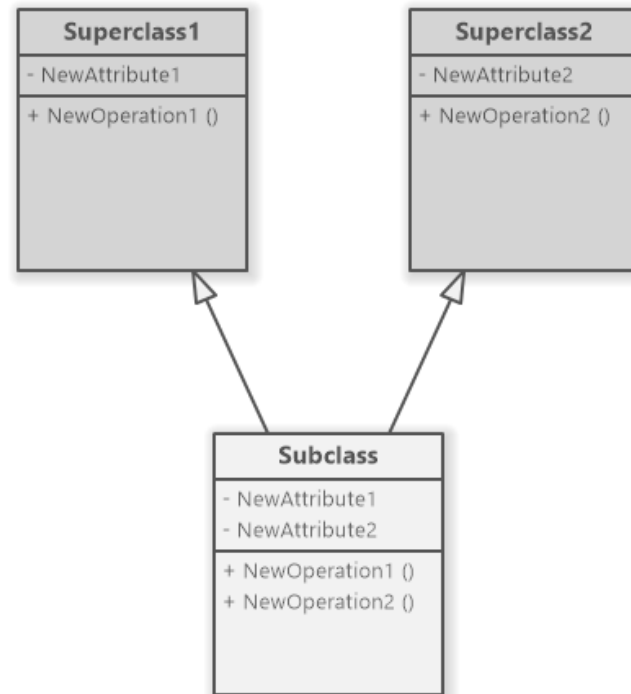 Superclass1
- NewAttribute1
+ NewOperation1 ()
Superclass2
- NewAttribute2
+ NewOperation2 ()
Subclass
- NewAttribute1
- NewAttribute2
+ NewOperation1 ()
+ NewOperation2 ()